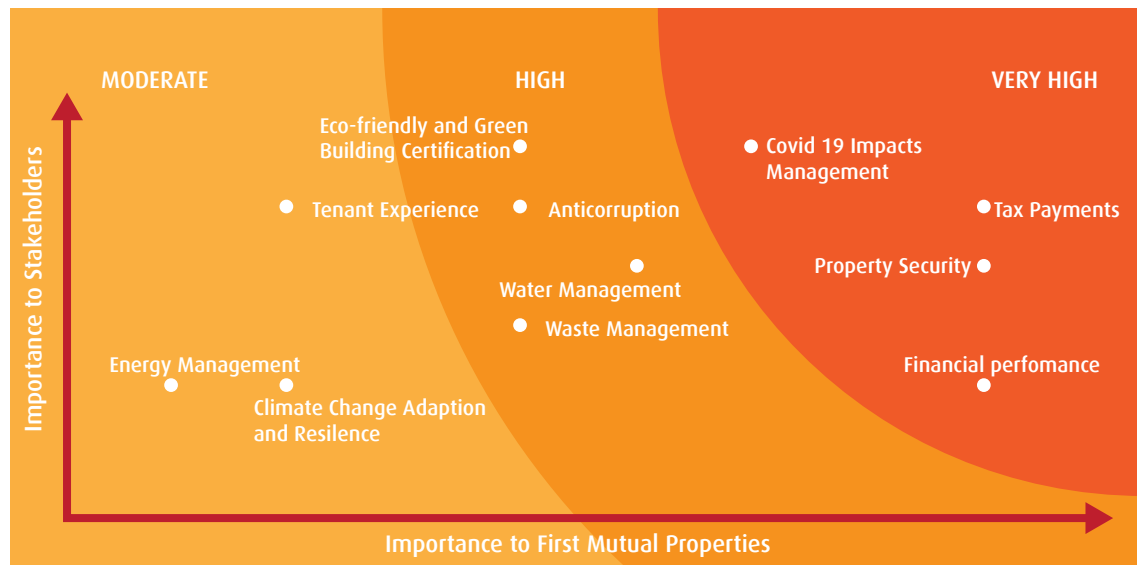 MODERATE
HIGH
VERY HIGH
Eco-friendly and Green
Building Certification
Covid 19 Impacts
Management
Tenant Experience
Anticorruption
Tax Payments
Property Security
Water Management
Waste Management
Energy Management
Financial perfomance
Climate Change Adaption
and Resilence
Importance to Stakeholders
Importance to First Mutual Properties